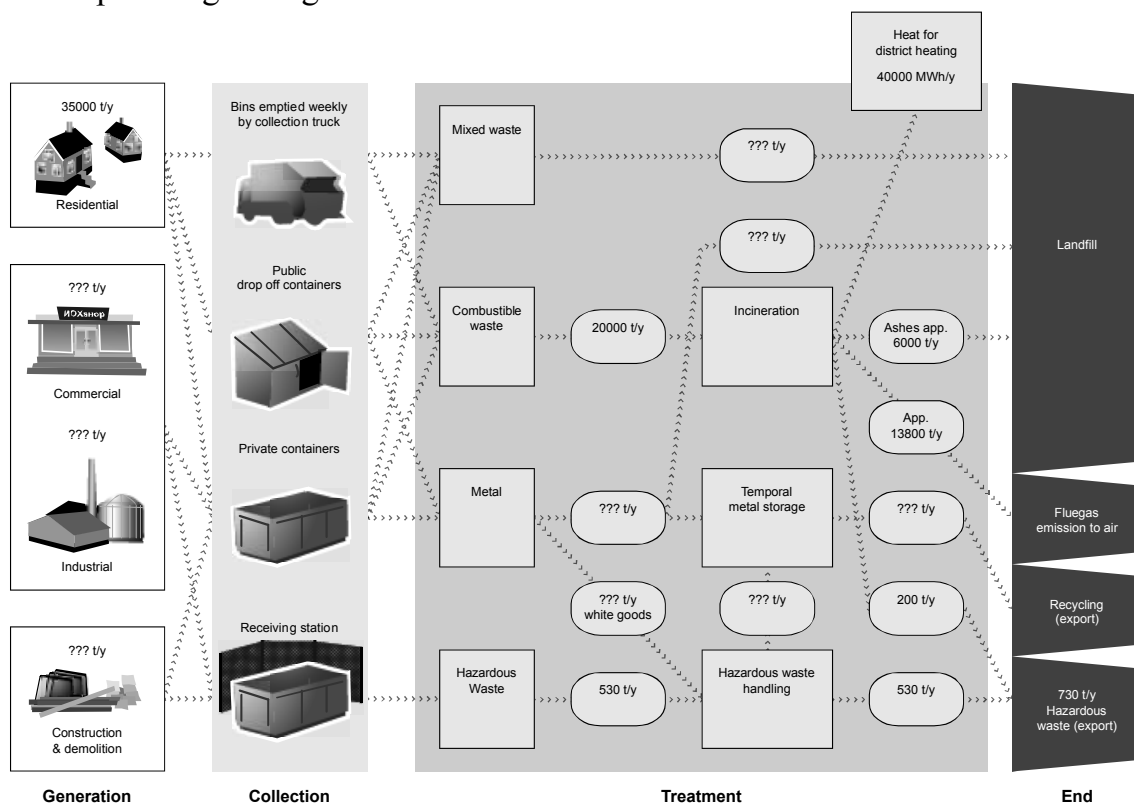 35000 t/y
Residential
??? t/y
ИOXshop
Commercial
??? t/y
Industrial
??? t/y
Construction
& demolition
Generation
Bins emptied weekly
by collection truck
Public
drop off containers
Private containers
Receiving station
Collection
Mixed waste
??? t/y
??? t/y
Heat for
district heating
40000 MWh/y
Combustible
waste
20000 t/y
Incineration
Ashes app.
6000 t/y
App.
13800 t/y
Metal
??? t/y
Temporal
metal storage
??? t/y
??? t/y
white goods
??? t/y
200 t/y
Hazardous
Waste
530 t/y
Hazardous waste
handling
530 t/y
Treatment
Landfill
Fluegas
emission to air
Recycling
(export)
730 t/y
Hazardous
waste (export)
End